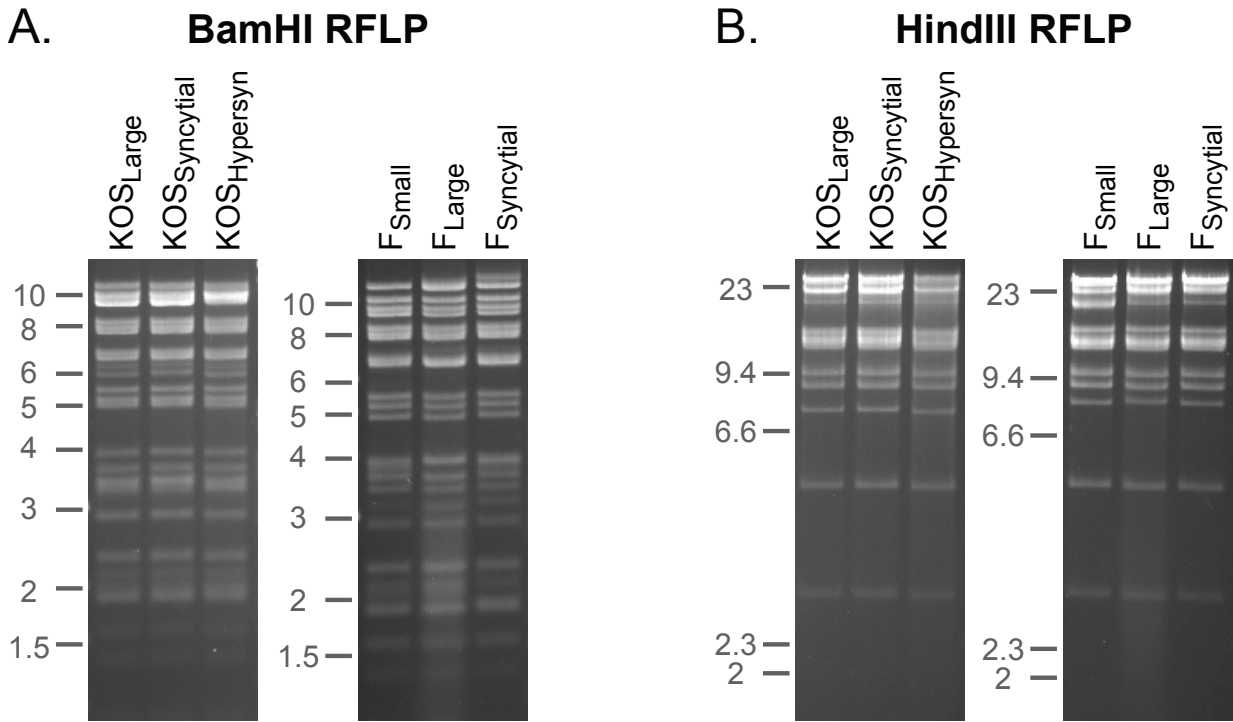 A. BamHI RFLP
KOSLarge
KOSSyncytial
KOSHypersyn
10
8
6
5
4
3
2
1.5
FSmall
FLarge
FSyncytial
10
8
6
5
4
3
2
1.5
B. HindIII RFLP
KOSLarge
KOSSyncytial
KOSHypersyn
23
9.4
6.6
2.3
2
FSmall
FLarge
FSyncytial
23
9.4
6.6
2.3
2